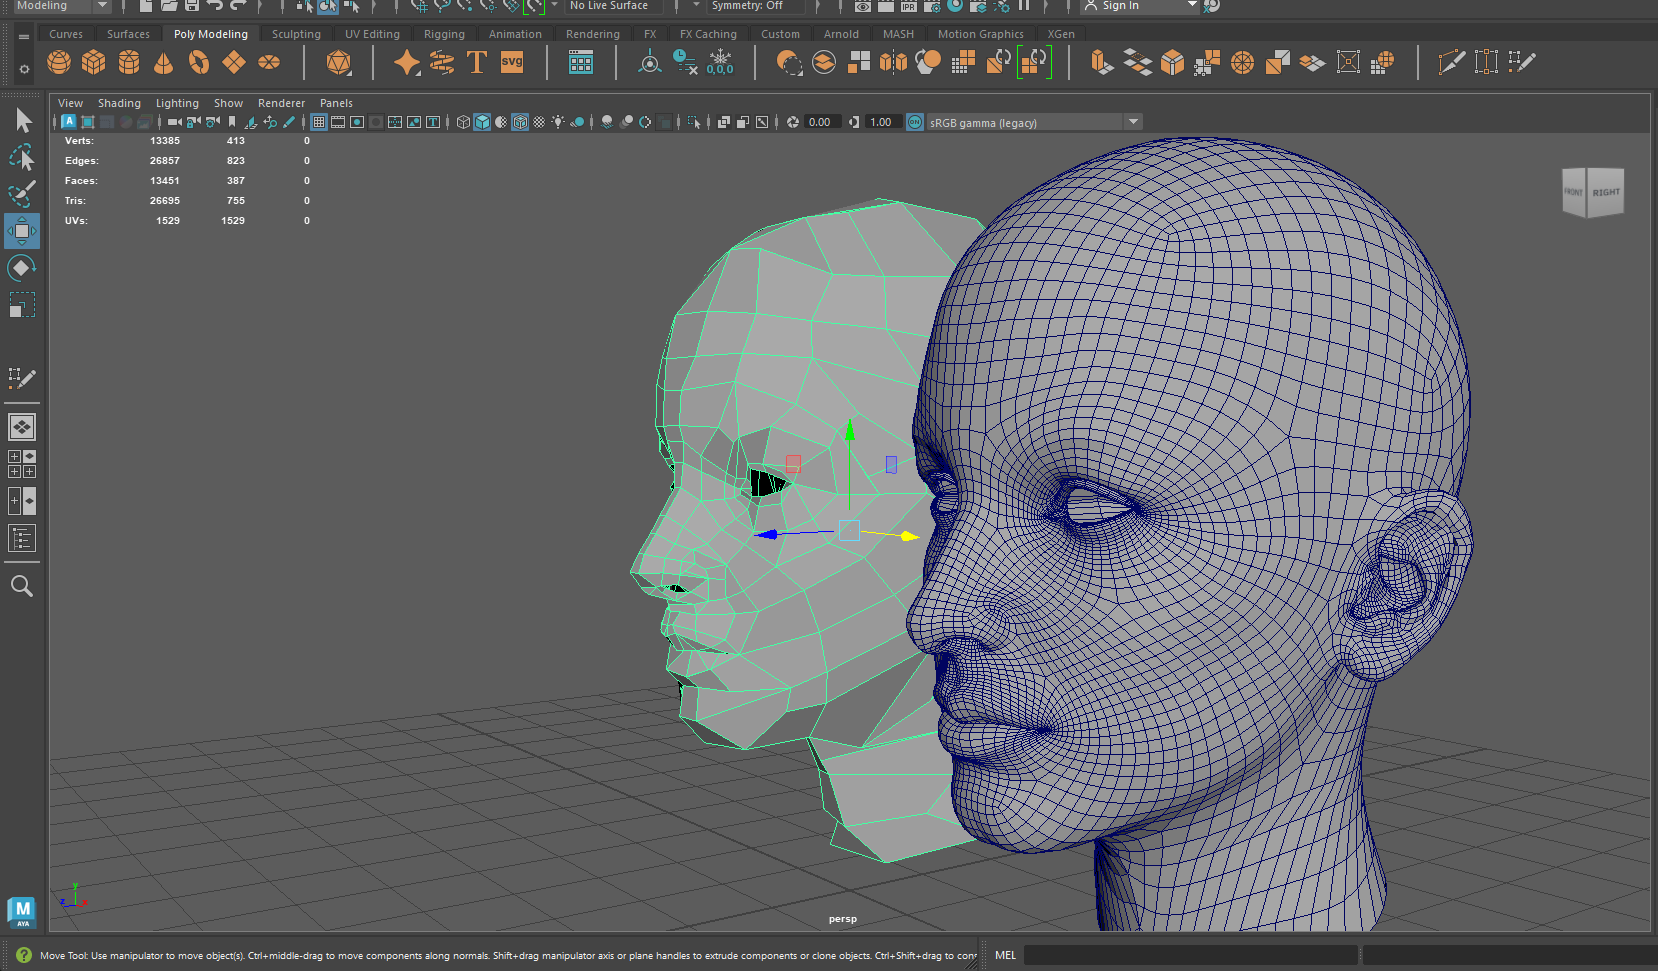 Modeling No Live Surface Symmetry: Off IPR Sign In
Curves Surfaces Poly Modeling Sculpting UV Editing Rigging Animation Rendering FX FX Caching Custom Arnold MASH Motion Graphics XGen
T svg 0,0,0
View Shading Lighting Show Renderer Panels
A T 0.00 1.00 ON sRGB gamma (legacy)
Verts: 13385 413 0
Edges: 26857 823 0
Faces: 13451 387 0
Tris: 26695 755 0
UVs: 1529 1529 0
FRONT RIGHT
y
z x
M
AYA
persp
? Move Tool: Use manipulator to move object(s). Ctrl+middle-drag to move components along normals. Shift+drag manipulator axis or plane handles to extrude components or clone objects. Ctrl+Shift+drag to cons MEL